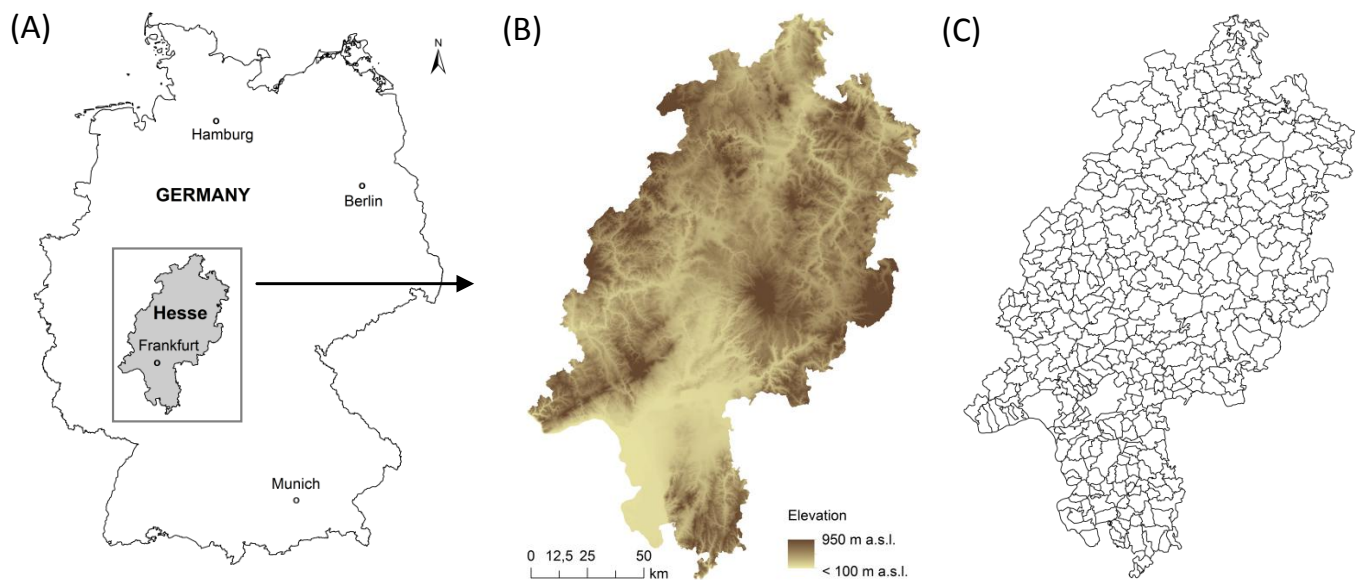 (A)
N
Hamburg
GERMANY
Berlin
Hesse
Frankfurt
Munich
(B)
Elevation
950 m a.s.l.
< 100 m a.s.l.
0 12,5 25 50
km
(C)